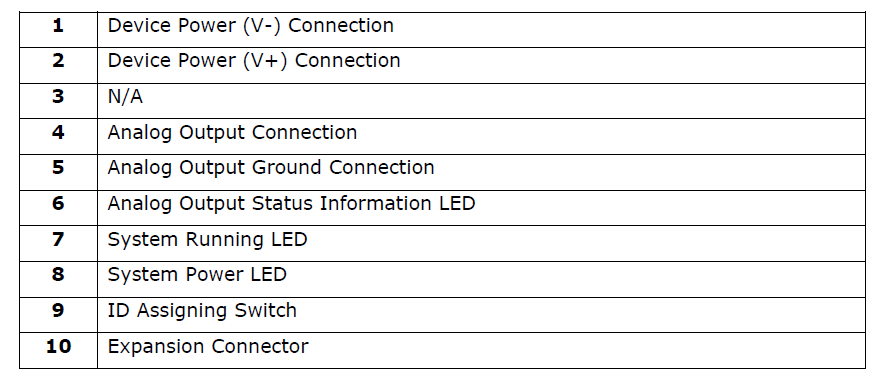 1 Device Power (V-) Connection
2 Device Power (V+) Connection
3 N/A
4 Analog Output Connection
5 Analog Output Ground Connection
6 Analog Output Status Information LED
7 System Running LED
8 System Power LED
9 ID Assigning Switch
10 Expansion Connector